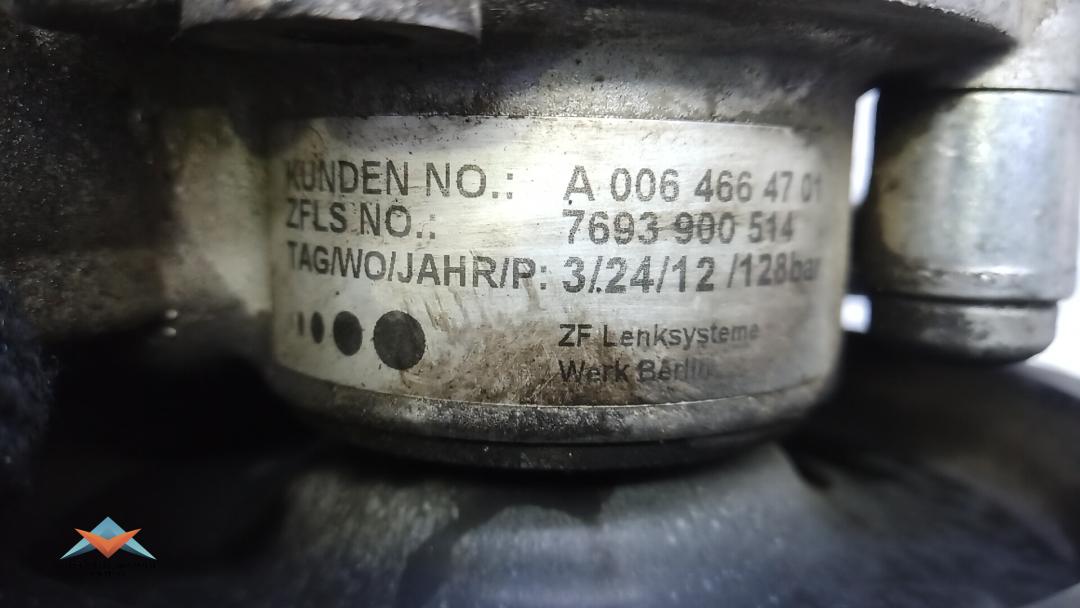 KUNDEN NO.: A 006 466 47 01
ZFLS NO.: 7693 900 514
TAG/WO/JAHR/P: 3/24/12 /128bar
ZF Lenksysteme
Werk Berlin